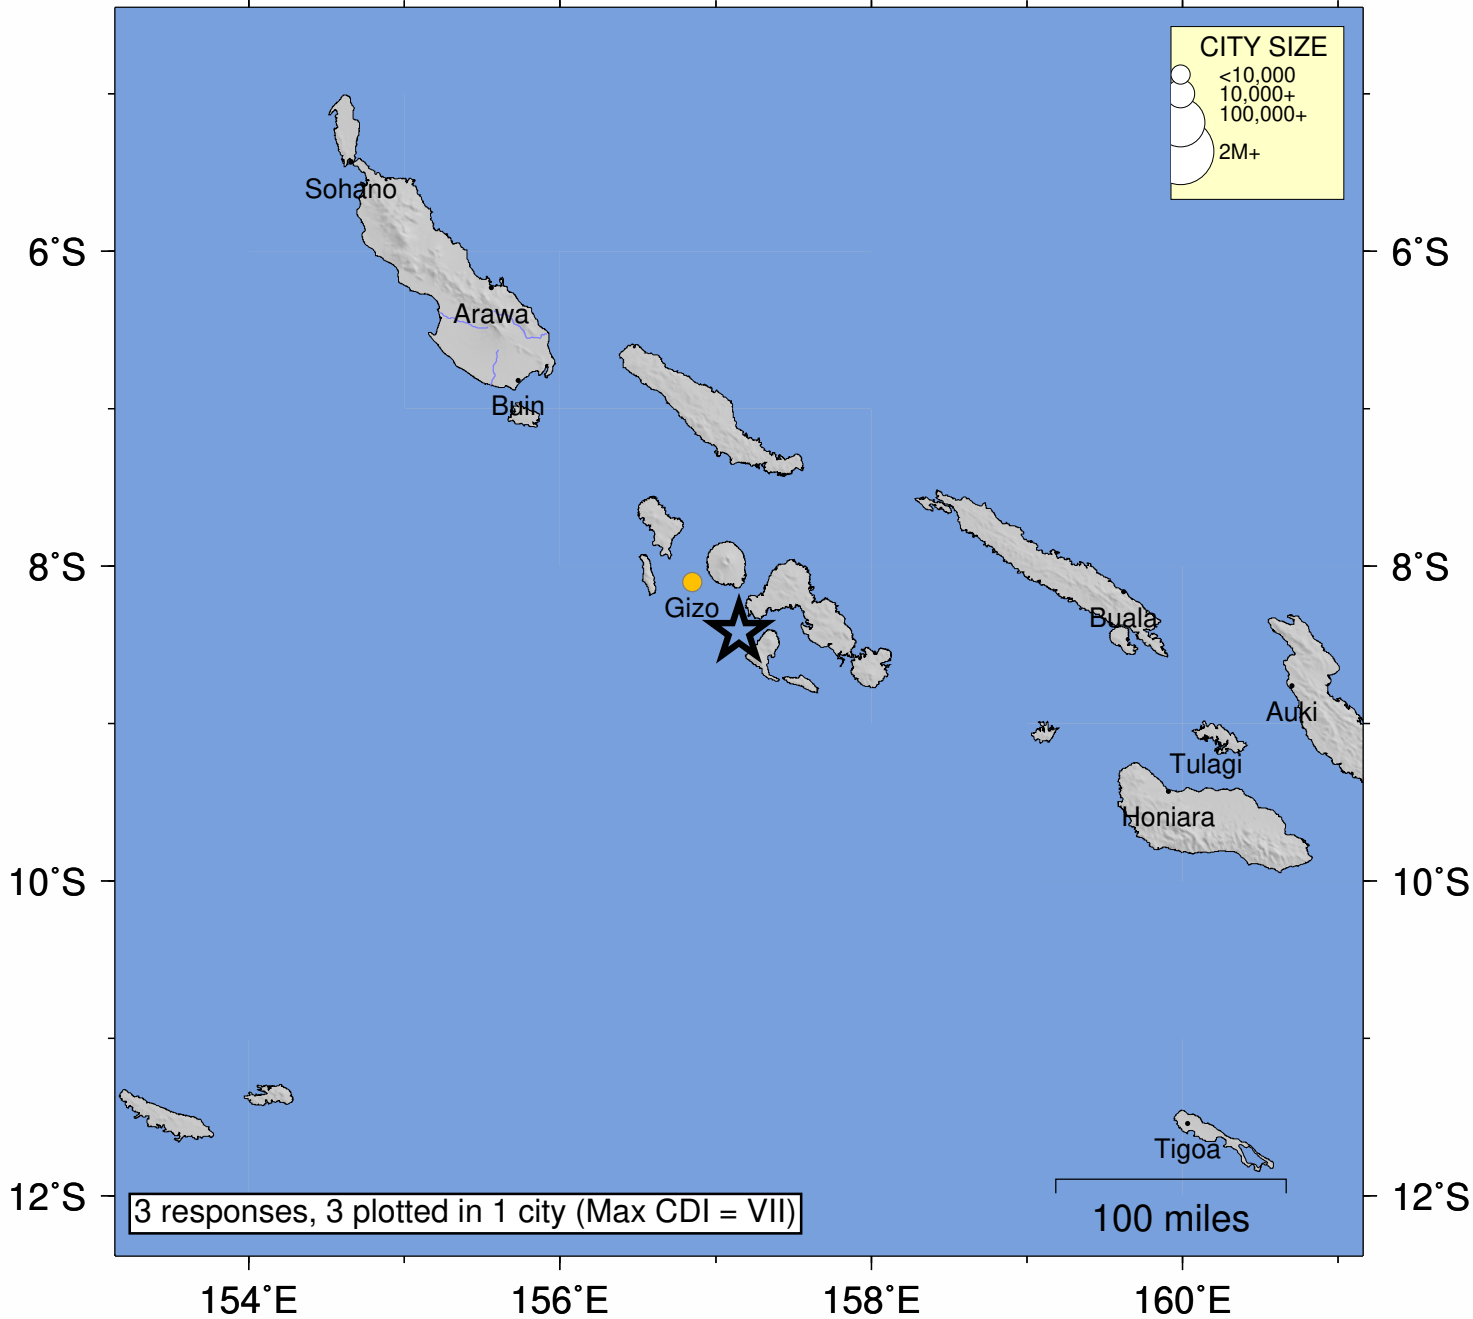 CITY SIZE
<10,000
10,000+
100,000+
2M+
Sohano
6˚S
6˚S
Arawa
Buin
8˚S
8˚S
Gizo
Buala
Auki
Tulagi
Honiara
10˚S
10˚S
Tigoa
12˚S
12˚S
3 responses, 3 plotted in 1 city (Max CDI = VII)
100 miles
154˚E
156˚E
158˚E
160˚E